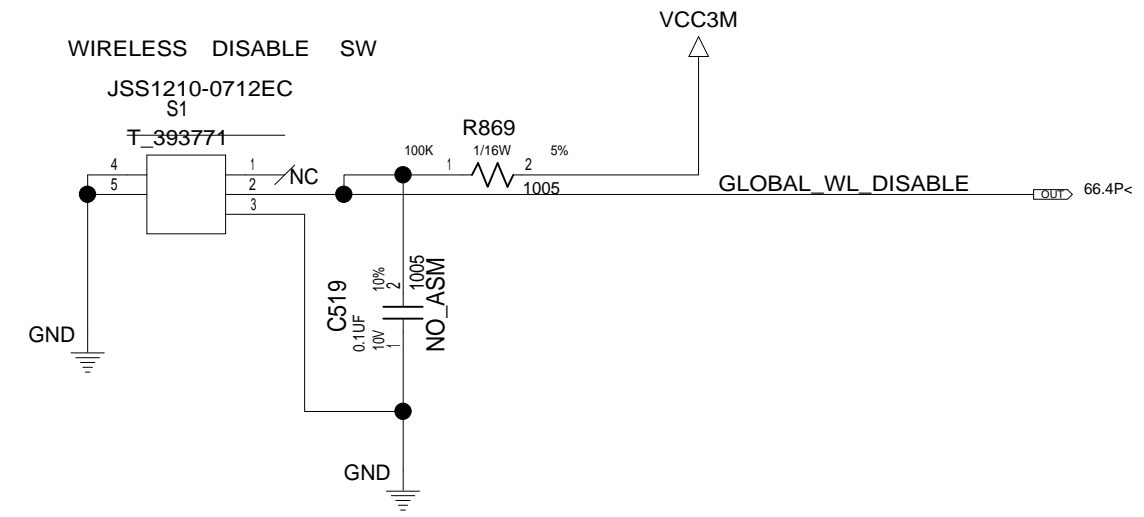 VCC3M
WIRELESS DISABLE SW
JSS1210-0712EC
S1
T_393771
R869
100K
1/16W
5%
1
2
1005
4
5
1
2
3
NC
GLOBAL_WL_DISABLE
OUT
66.4P<
C519
0.1UF
10V
10%
2
1
1005
NO_ASM
GND
GND